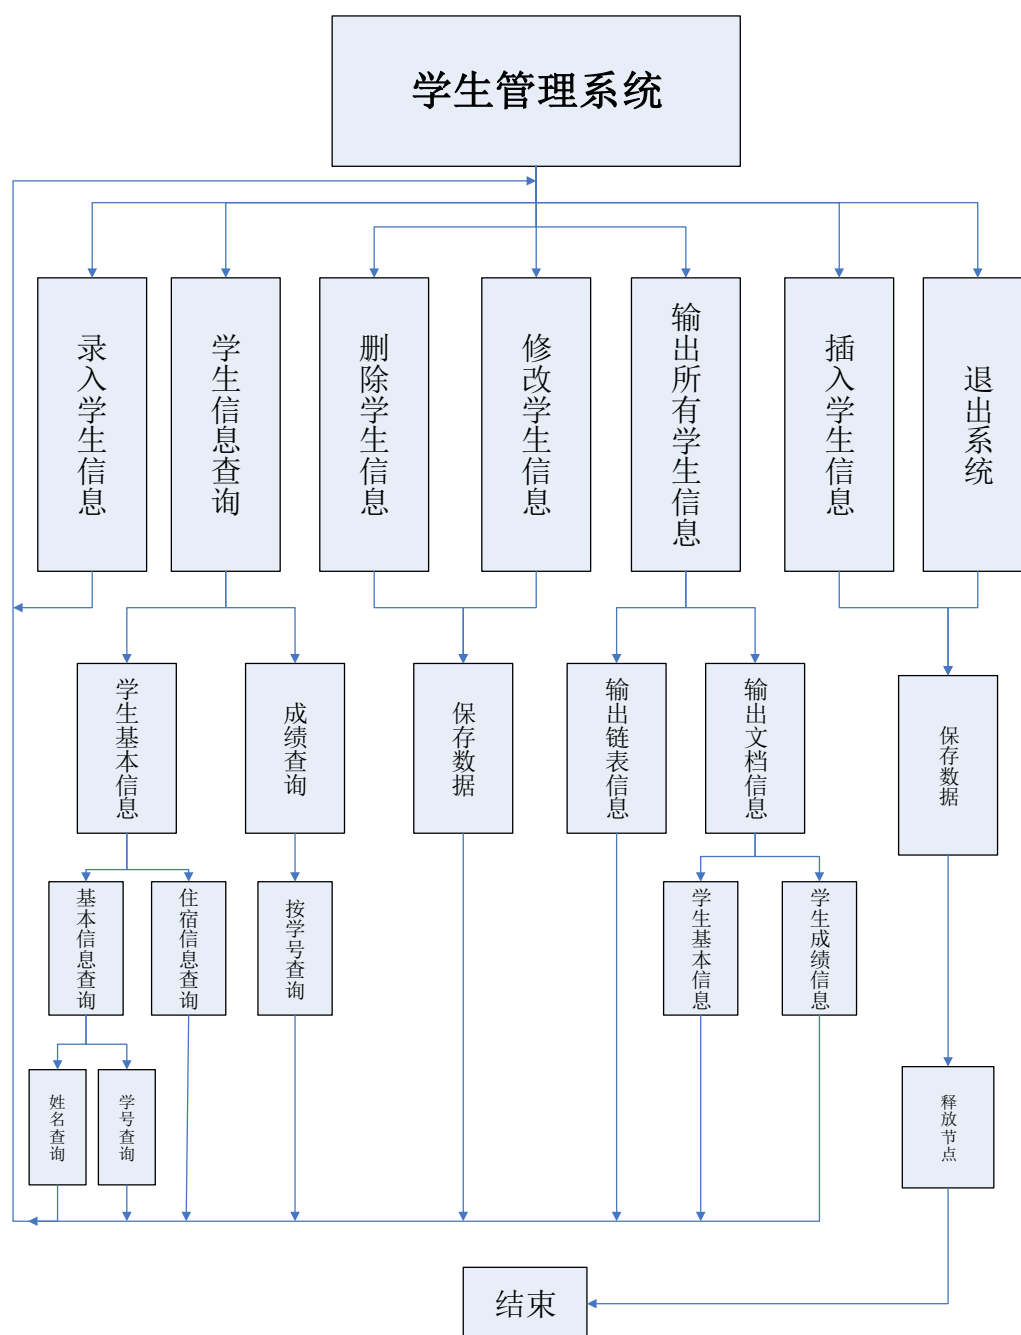 学生管理系统
录入学生信息
学生信息查询
删除学生信息
修改学生信息
输出所有学生信息
插入学生信息
退出系统
学生基本信息
成绩查询
保存数据
输出链表信息
输出文档信息
保存数据
基本信息查询
住宿信息查询
按学号查询
学生基本信息
学生成绩信息
姓名查询
学号查询
释放节点
结束